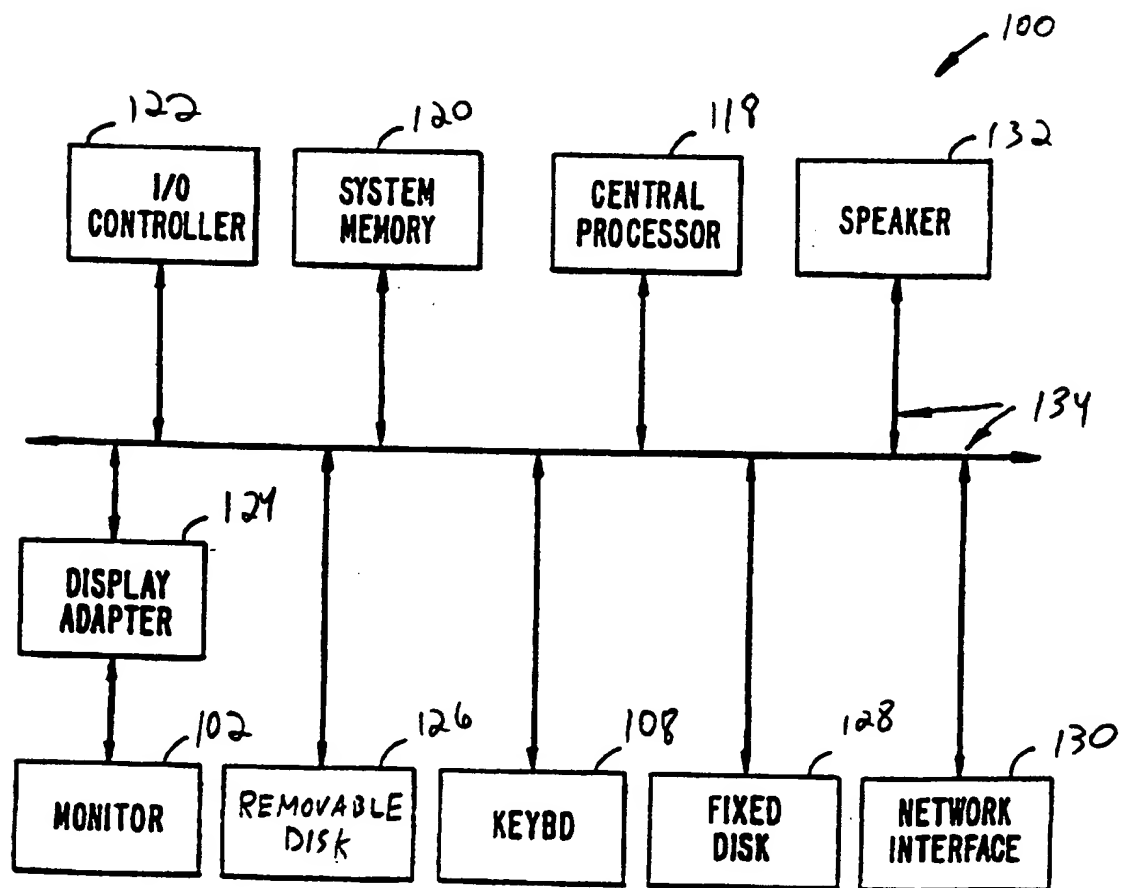 100
122
120
118
132
I/O
CONTROLLER
SYSTEM
MEMORY
CENTRAL
PROCESSOR
SPEAKER
134
124
DISPLAY
ADAPTER
102
126
108
128
130
MONITOR
REMOVABLE
DISK
KEYBD
FIXED
DISK
NETWORK
INTERFACE